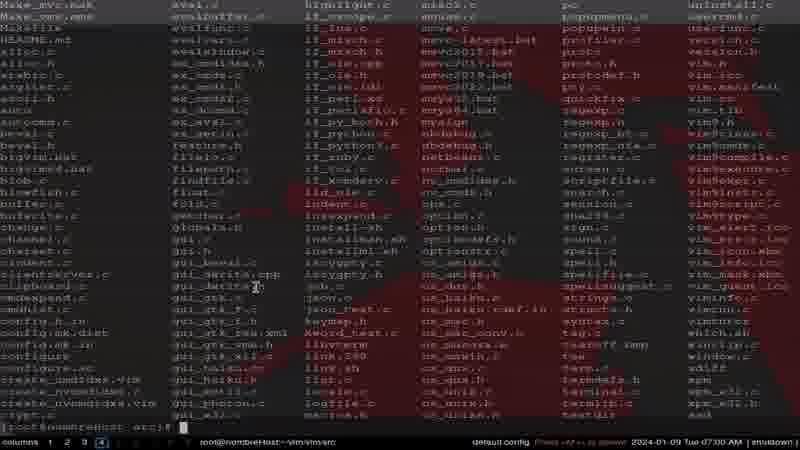 Make_mvc.mak eval.c highlight.c misc2.c po uninstall.c
Make_vms.mms evalbuffer.c if_cscope.c mouse.c popupmenu.c userfunc.c
Makefile evalfunc.c if_lua.c move.c popupwin.c usercmd.c
README.md evalvars.c if_mzsch.c msvc-latest.bat profiler.c version.c
alloc.c evalwindow.c if_mzsch.h msvc2015.bat proto version.h
alloc.h ex_cmdidxs.h if_ole.cpp msvc2017.bat proto.h vim.h
arabic.c ex_cmds.c if_ole.h msvc2019.bat protodef.h vim.ico
arglist.c ex_cmds.h if_ole.idl msvc2022.bat pty.c vim.manifest
ascii.h ex_cmds2.c if_perl.xs quickfix.c vim.rc
auto ex_docmd.c if_perlsfio.c regexp.c vim.tlb
autocmd.c ex_eval.c if_py_both.h myalgn regexp.h vim9.h
beval.c ex_getln.c if_python.c nbdebug.c regexp_bt.c vim9class.c
beval.h feature.h if_python3.c nbdebug.h regexp_nfa.c vim9cmds.c
bigvim.bat fileio.c if_ruby.c netbeans.c register.c vim9compile.c
bigvim64.bat filepath.c if_tcl.c normal.c screen.c vim9execute.c
blob.c findfile.c if_xcmdsrv.c nv_cmdidxs.h scriptfile.c vim9expr.c
blowfish.c float.c iid_ole.c nv_cmds.h search.c vim9instr.c
buffer.c fold.c indent.c ops.c session.c vim9script.c
bufwrite.c getchar.c insexpand.c option.c sha256.c vim9type.c
change.c globals.h install-sh option.h sign.c vim_alert.ico
channel.c gui.c installman.sh optiondefs.h sound.c vim_error.ico
charset.c gui.h installml.sh optionstr.c spell.c vim_info.ico
cindent.c gui_beval.c iscygpty.c os_amiga.c spell.h vim_mask.xbm
clientserver.c gui_dwrite.cpp iscygpty.h os_amiga.h spellfile.c vim_quest.ico
clipboard.c gui_dwrite.h job.c os_dos.h spellsuggest.c
cmdexpand.c gui_gtk.c json.c os_haiku.h strings.c viminfo.c
cmdhist.c gui_gtk_f.c json_test.c os_haiku.rdef.in structs.h vimrun.c
config.h.in gui_gtk_f.h keymap.h os_mac.h syntax.c vimtutor
config.mk.dist gui_gtk_res.xml kword_test.c os_mac_conv.c tag.c winclip.c
config.mk.in gui_gtk_vms.h libvterm os_macosx.m tearoff.bmp
configure gui_gtk_x11.c link.390 os_mswin.c tee window.c
configure.ac gui_haiku.cc link.sh os_qnx.c term.c xdiff
create_cmdidxs.vim gui_haiku.h list.c os_qnx.h termdefs.h xpm
create_nvcmdidxs.c gui_motif.c locale.c os_unix.c terminal.c xpm_w32.c
create_nvcmdidxs.vim gui_photon.c logfile.c os_unix.h termlib.c xpm_w32.h
crypt.c gui_w32.c macros.h os_vms.c testdir xxd
[root@nombreHost src]#
columns 1 2 3 4 root@nombreHost:~/vim/vim/src default config 2024-01-09 Tue 07:00 AM | shutdown |